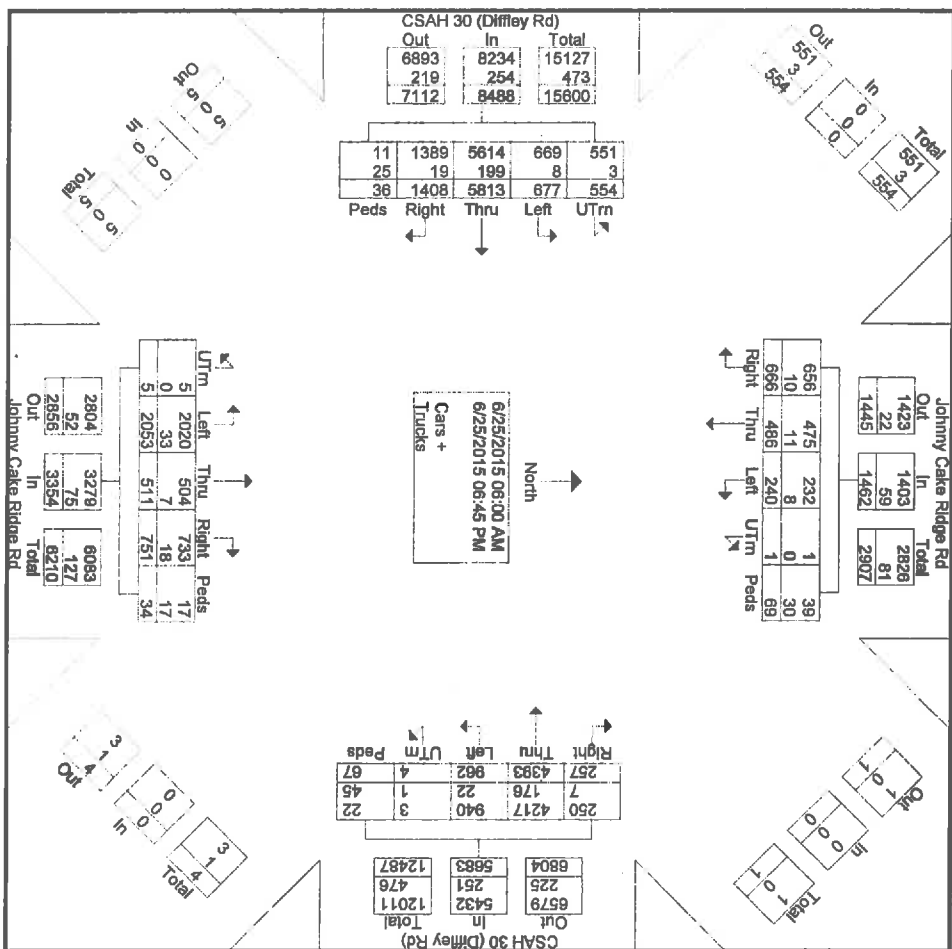 CSAH 30 (Diffley Rd)
Out In Total
6893 8234 15127
219 254 473
7112 8488 15600
11 1389 5614 669 551
25 19 199 8 3
36 1408 5813 677 554
Peds Right Thru Left UTrn
Out In Total
551 0 551
3 0 3
554 0 554
Out In Total
5 0 5
0 0 0
5 0 5
Johnny Cake Ridge Rd
Out In Total
2804 3279 6083
52 75 127
2856 3354 6210
UTrn Left Thru Right Peds
5 2020 504 733 17
0 33 7 18 17
5 2053 511 751 34
North
6/25/2015 06:00 AM
6/25/2015 06:45 PM
Cars +
Trucks
Johnny Cake Ridge Rd
Out In Total
1423 1403 2826
22 59 81
1445 1462 2907
656 475 232 1 39
10 11 8 0 30
666 486 240 1 69
Right Thru Left UTrn Peds
Out In Total
3 0 3
1 0 1
4 0 4
Out In Total
1 0 1
0 0 0
1 0 1
Right Thru Left UTrn Peds
257 4393 962 4 67
7 176 22 1 45
250 4217 940 3 22
Out In Total
6804 5683 12487
225 251 476
6579 5432 12011
CSAH 30 (Diffley Rd)